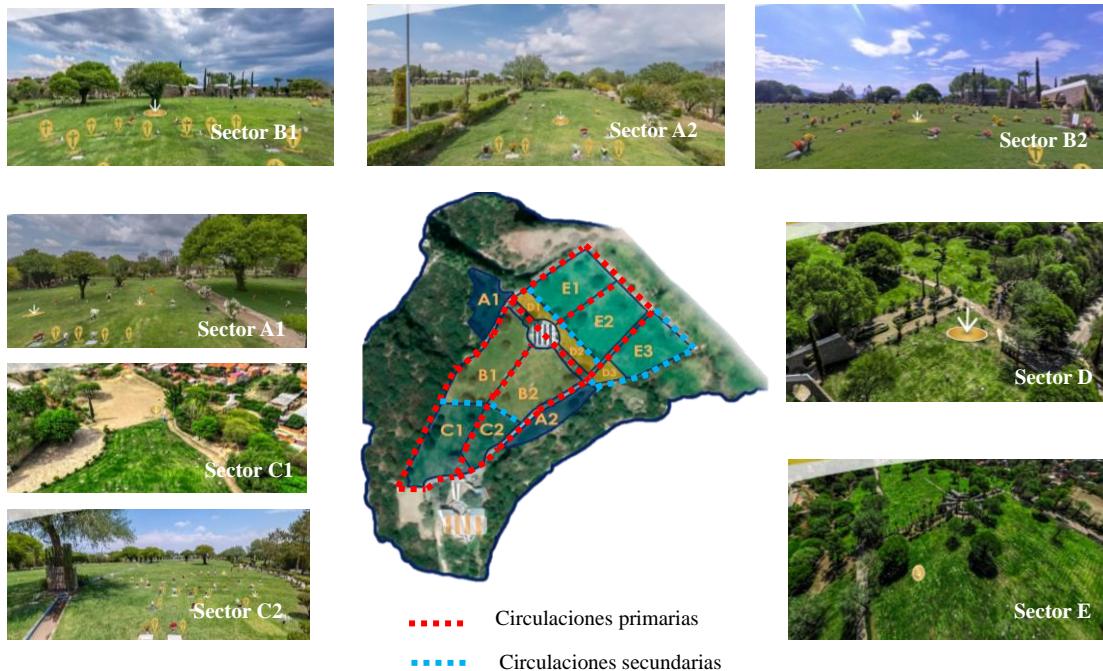 Sector B1
Sector A2
Sector B2
Sector A1
Sector D
Sector C1
Sector C2
Sector E
E1
A1
D1
E2
D2
E3
B1
D3
B2
A2
C1
C2
Circulaciones primarias
Circulaciones secundarias